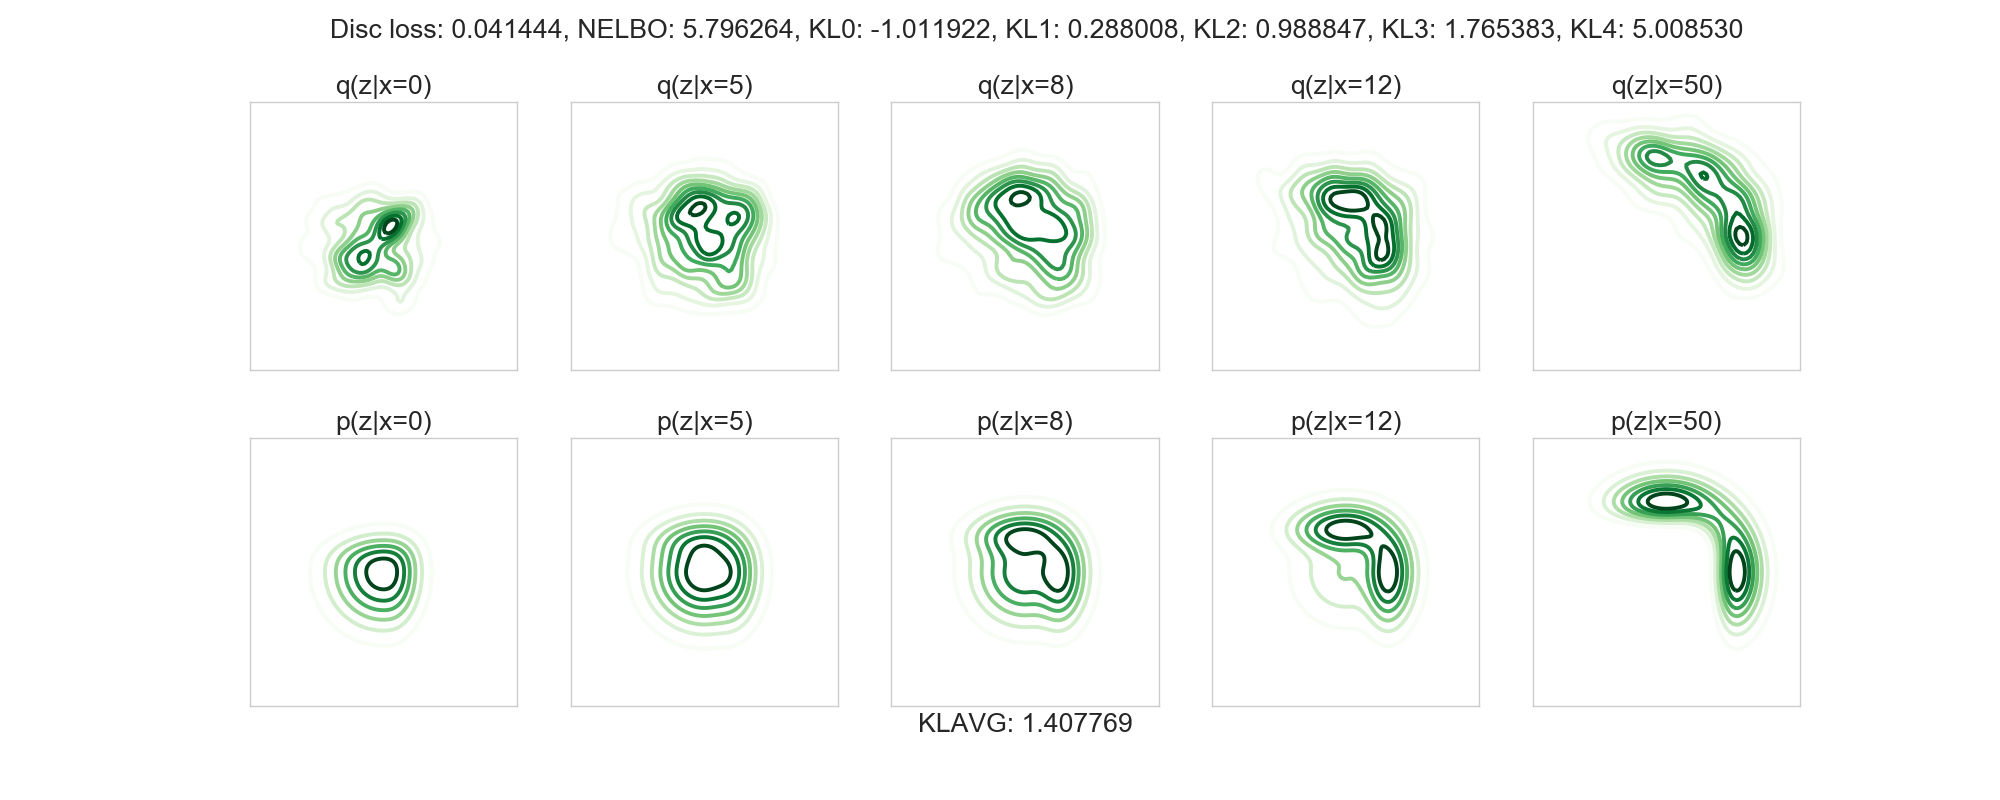 Disc loss: 0.041444, NELBO: 5.796264, KL0: -1.011922, KL1: 0.288008, KL2: 0.988847, KL3: 1.765383, KL4: 5.008530
q(z|x=0)
q(z|x=5)
q(z|x=8)
q(z|x=12)
q(z|x=50)
p(z|x=0)
p(z|x=5)
p(z|x=8)
p(z|x=12)
p(z|x=50)
KLAVG: 1.407769